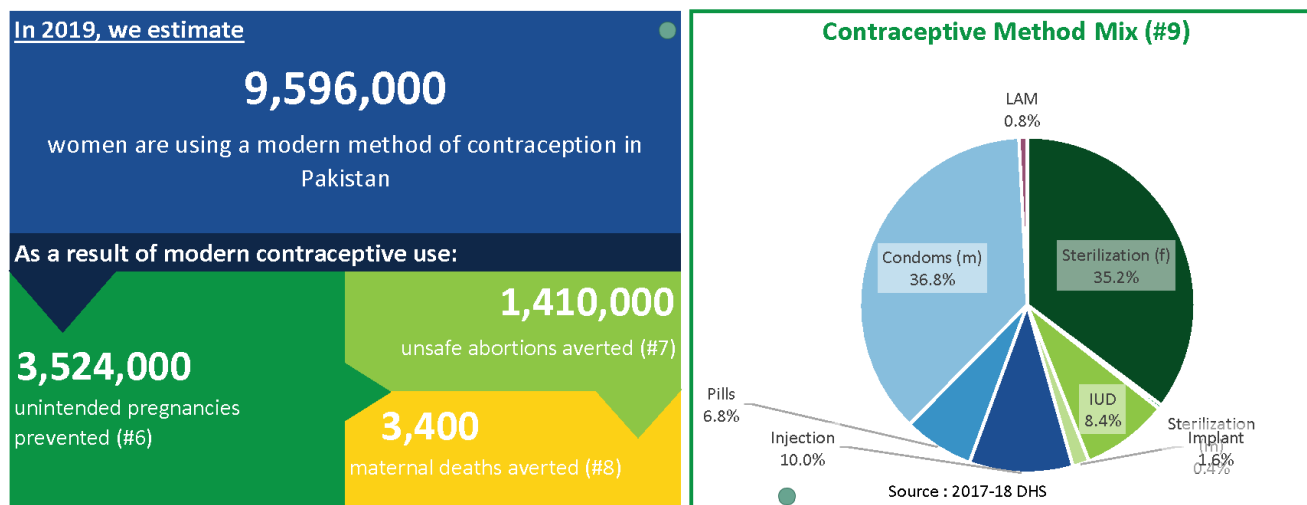 In 2019, we estimate
9,596,000
women are using a modern method of contraception in
Pakistan
As a result of modern contraceptive use:
3,524,000
unintended pregnancies
prevented (#6)
1,410,000
unsafe abortions averted (#7)
3,400
maternal deaths averted (#8)
Contraceptive Method Mix (#9)
LAM
0.8%
Condoms (m)
36.8%
Sterilization (f)
35.2%
Pills
6.8%
Injection
10.0%
IUD
8.4%
Sterilization
(m)
0.4%
Implant
1.6%
Source : 2017-18 DHS